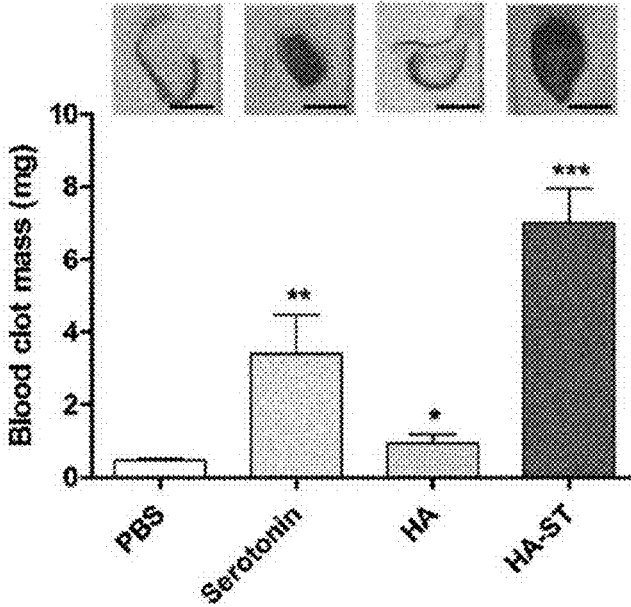 Blood clot mass (mg)
10
8
6
4
2
0
**
*
***
PBS
Serotonin
HA
HA-ST